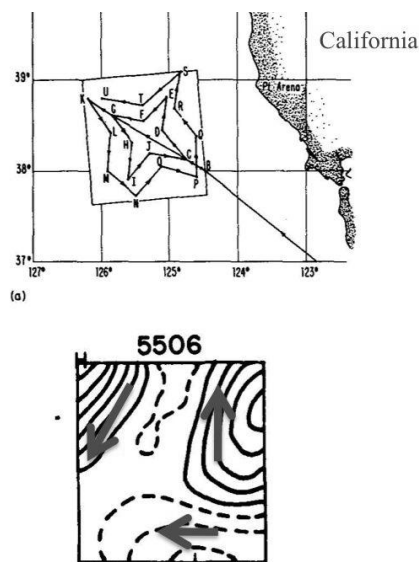 California
S
39°
K
U
T
E
Pt. Arena
G
F
R
L
D
H
Q
J
38°
O
C
B
M
I
P
N
37°
127°
126°
125°
124°
123°
(a)
H
5506